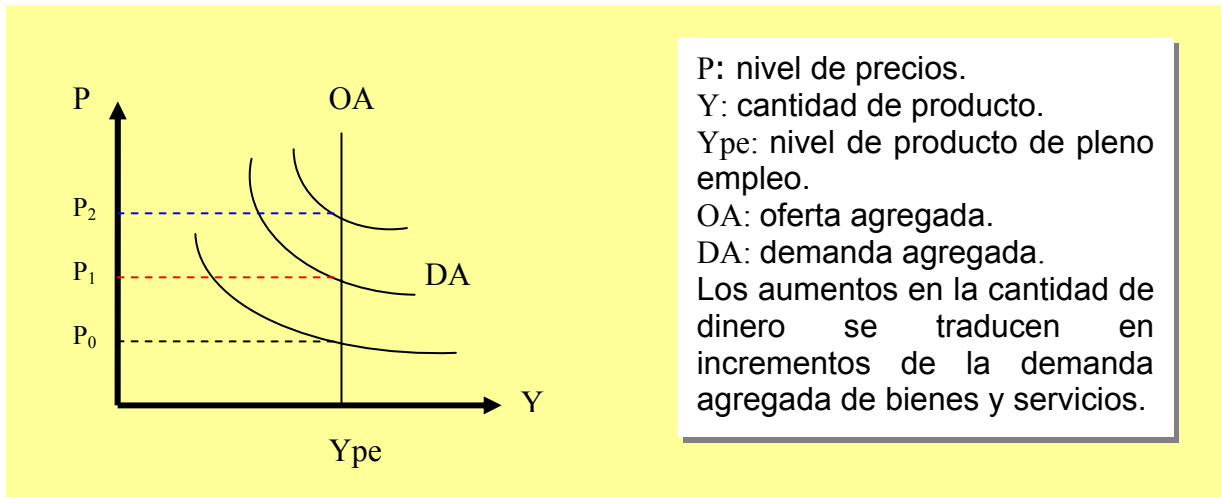 P
OA
P₂
P₁
DA
P₀
Y
Ype
P: nivel de precios.
Y: cantidad de producto.
Ype: nivel de producto de pleno
empleo.
OA: oferta agregada.
DA: demanda agregada.
Los aumentos en la cantidad de
dinero se traducen en
incrementos de la demanda
agregada de bienes y servicios.